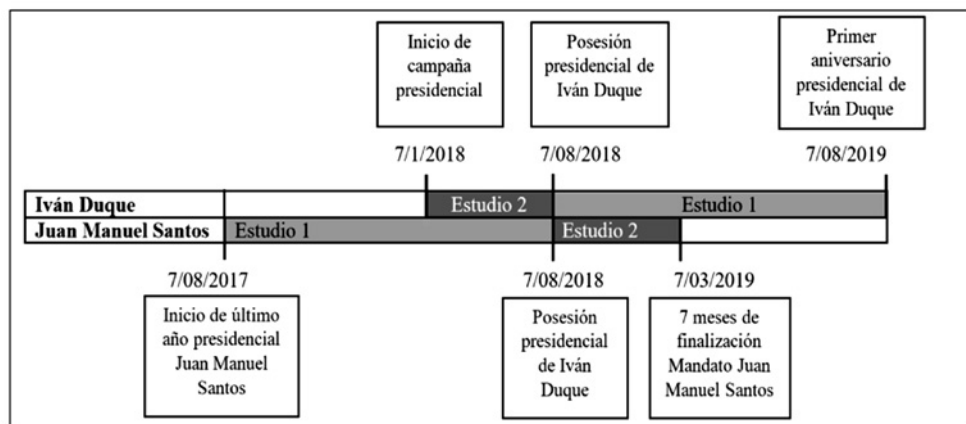 Inicio de
campaña
presidencial
Posesión
presidencial de
Iván Duque
Primer
aniversario
presidencial de
Iván Duque
7/1/2018
7/08/2018
7/08/2019
Iván Duque
Estudio 2
Estudio 1
Juan Manuel Santos
Estudio 1
Estudio 2
7/08/2017
7/08/2018
7/03/2019
Inicio de último
año presidencial
Juan Manuel
Santos
Posesión
presidencial
de Iván
Duque
7 meses de
finalización
Mandato Juan
Manuel Santos